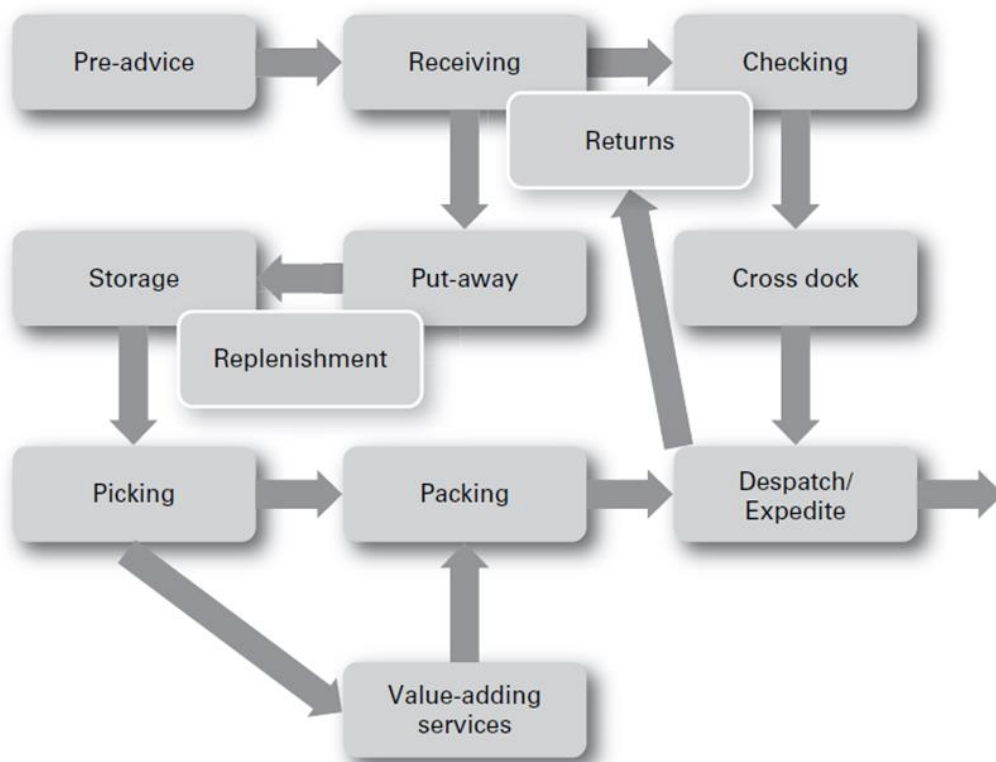 Pre-advice
Receiving
Checking
Returns
Storage
Put-away
Cross dock
Replenishment
Picking
Packing
Despatch/
Expedite
Value-adding
services